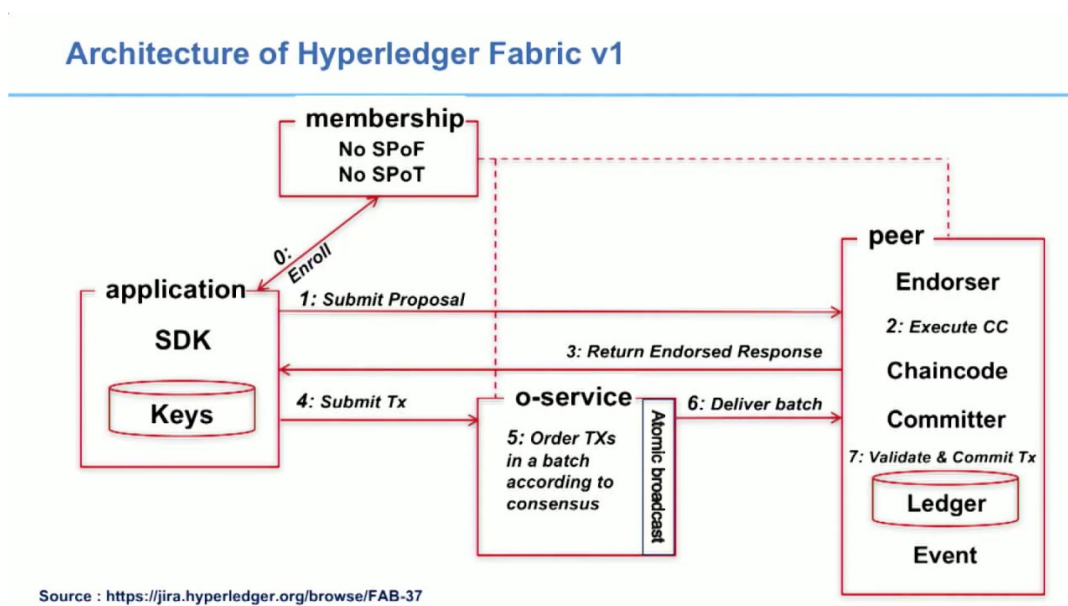 Architecture of Hyperledger Fabric v1
membership
No SPoF
No SPoT
0:
Enroll
application
SDK
Keys
1: Submit Proposal
3: Return Endorsed Response
4: Submit Tx
o-service
5: Order TXs
in a batch
according to
consensus
Atomic broadcast
6: Deliver batch
peer
Endorser
2: Execute CC
Chaincode
Committer
7: Validate & Commit Tx
Ledger
Event
Source : https://jira.hyperledger.org/browse/FAB-37